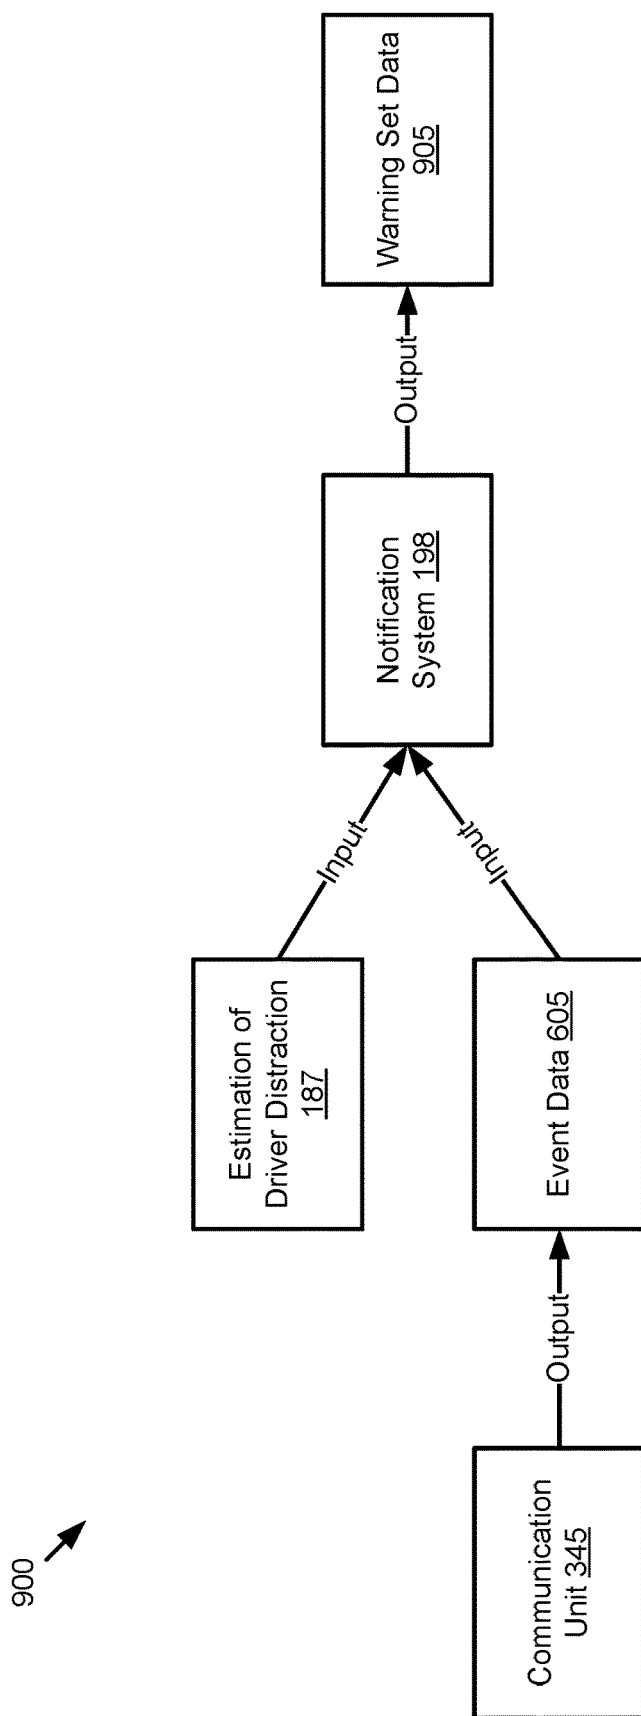 900
Communication
Unit 345
Output
Event Data 605
Estimation of
Driver Distraction
187
Input
Input
Notification
System 198
Output
Warning Set Data
905